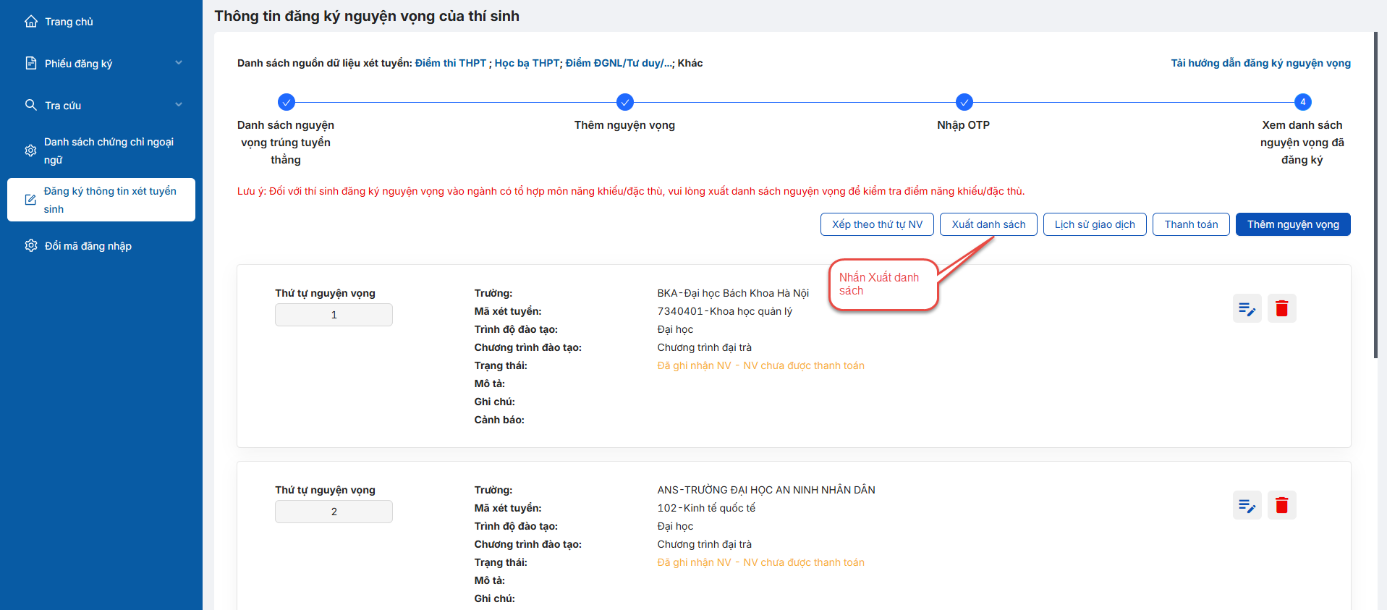 Trang chủ
Phiếu đăng ký
Tra cứu
Danh sách chứng chỉ ngoại
ngữ
Đăng ký thông tin xét tuyển
sinh
Đổi mã đăng nhập
Thông tin đăng ký nguyện vọng của thí sinh
Danh sách nguồn dữ liệu xét tuyển: Điểm thi THPT ; Học bạ THPT; Điểm ĐGNL/Tư duy/...; Khác
Tải hướng dẫn đăng ký nguyện vọng
Danh sách nguyện
vọng trúng tuyển
thẳng
Thêm nguyện vọng
Nhập OTP
4
Xem danh sách
nguyện vọng đã
đăng ký
Lưu ý: Đối với thí sinh đăng ký nguyện vọng vào ngành có tổ hợp môn năng khiếu/đặc thù, vui lòng xuất danh sách nguyện vọng để kiểm tra điểm năng khiếu/đặc thù.
Xếp theo thứ tự NV
Xuất danh sách
Lịch sử giao dịch
Thanh toán
Thêm nguyện vọng
Nhấn Xuất danh
sách
Thứ tự nguyện vọng
1
Trường: BKA-Đại học Bách Khoa Hà Nội
Mã xét tuyển: 7340401-Khoa học quản lý
Trình độ đào tạo: Đại học
Chương trình đào tạo: Chương trình đại trà
Trạng thái: Đã ghi nhận NV - NV chưa được thanh toán
Mô tả:
Ghi chú:
Cảnh báo:
Thứ tự nguyện vọng
2
Trường: ANS-TRƯỜNG ĐẠI HỌC AN NINH NHÂN DÂN
Mã xét tuyển: 102-Kinh tế quốc tế
Trình độ đào tạo: Đại học
Chương trình đào tạo: Chương trình đại trà
Trạng thái: Đã ghi nhận NV - NV chưa được thanh toán
Mô tả:
Ghi chú: